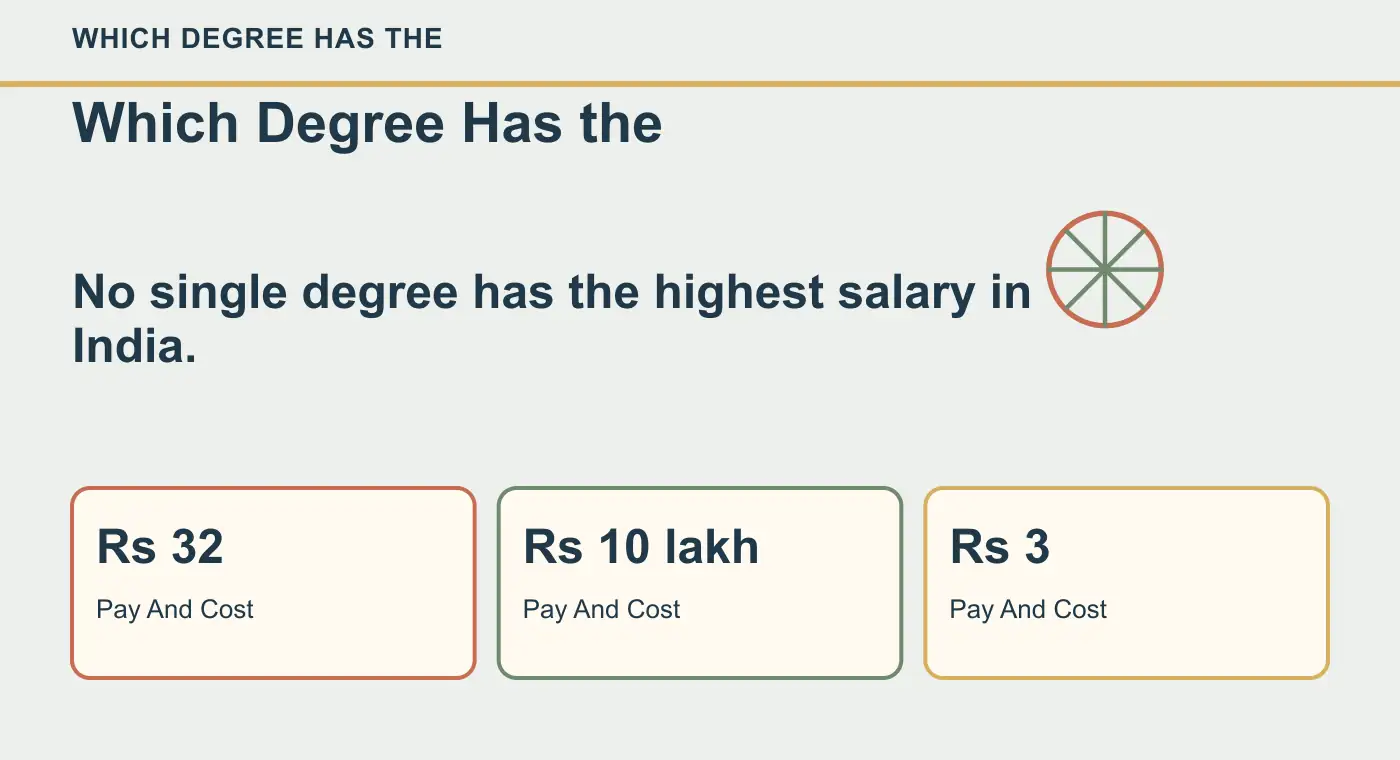 WHICH DEGREE HAS THE
Which Degree Has the
No single degree has the highest salary in
India.
Rs 32
Pay And Cost
Rs 10 lakh
Pay And Cost
Rs 3
Pay And Cost